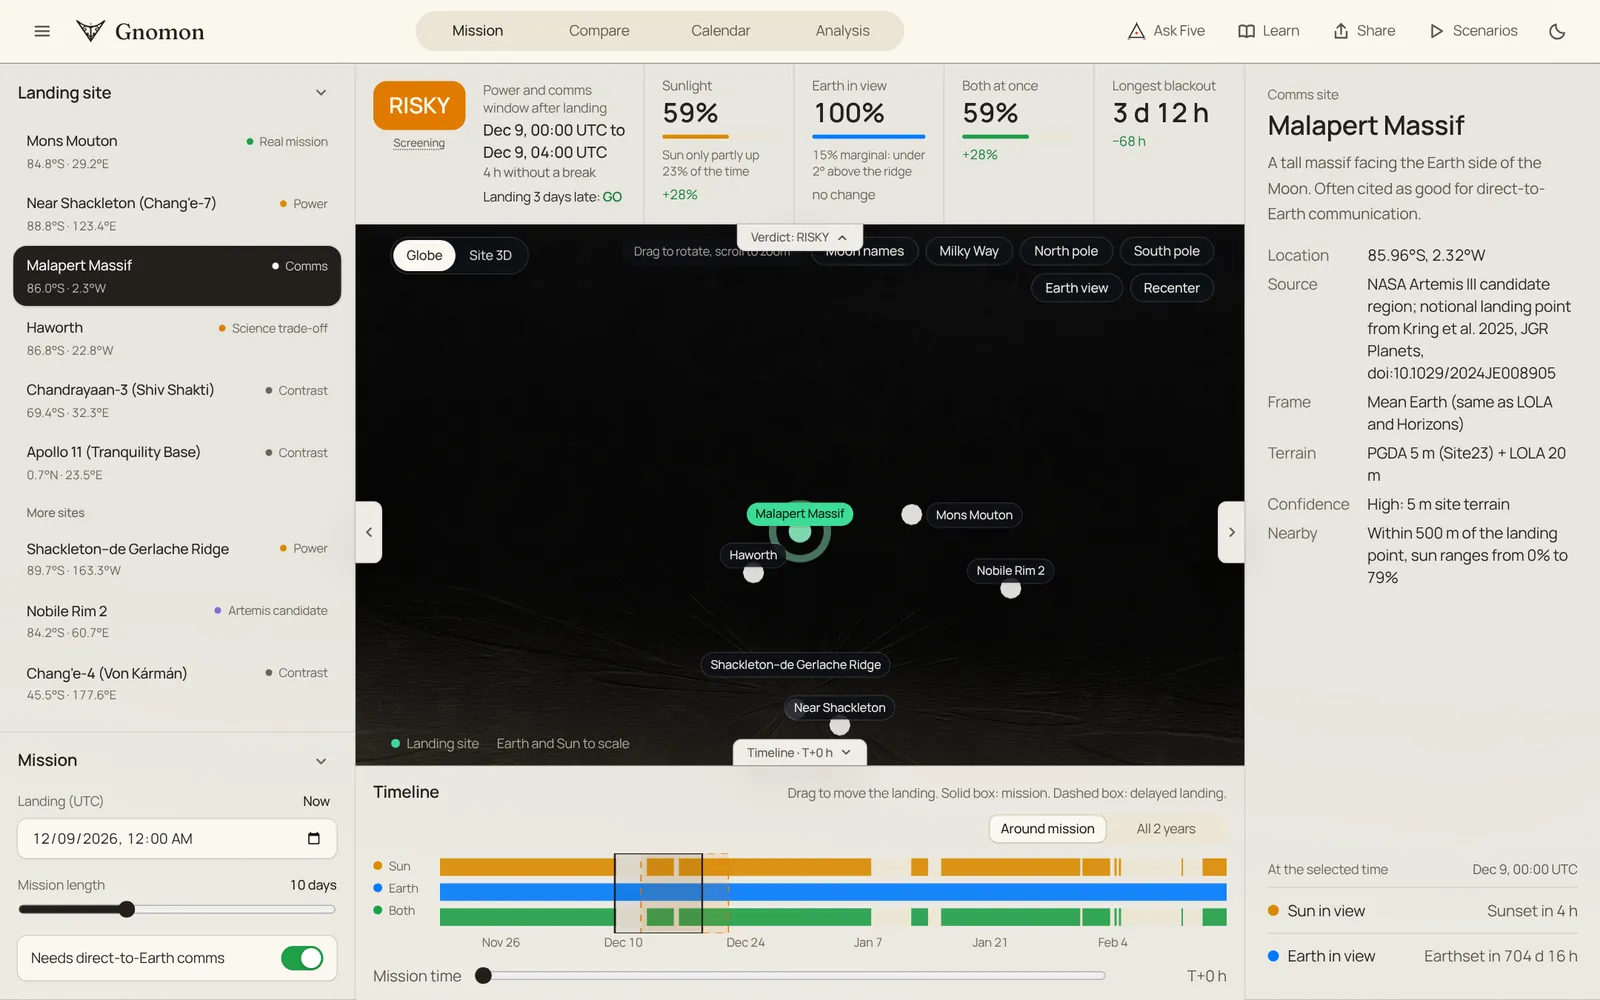 Gnomon
Mission
Compare
Calendar
Analysis
Ask Five
Learn
Share
Scenarios
Landing site
Mons Mouton
Real mission
84.8°S · 29.2°E
Near Shackleton (Chang'e-7)
Power
88.8°S · 123.4°E
Malapert Massif
Comms
86.0°S · 2.3°W
Haworth
Science trade-off
86.8°S · 22.8°W
Chandrayaan-3 (Shiv Shakti)
Contrast
69.4°S · 32.3°E
Apollo 11 (Tranquility Base)
Contrast
0.7°N · 23.5°E
More sites
Shackleton–de Gerlache Ridge
Power
89.7°S · 163.3°W
Nobile Rim 2
Artemis candidate
84.2°S · 60.7°E
Chang'e-4 (Von Kármán)
Contrast
45.5°S · 177.6°E
Mission
Landing (UTC)
Now
12/09/2026, 12:00 AM
Mission length
10 days
Needs direct-to-Earth comms
RISKY
Screening
Power and comms
window after landing
Dec 9, 00:00 UTC to
Dec 9, 04:00 UTC
4 h without a break
Landing 3 days late: GO
Sunlight
59%
Sun only partly up
23% of the time
+28%
Earth in view
100%
15% marginal: under
2° above the ridge
no change
Both at once
59%
+28%
Longest blackout
3 d 12 h
−68 h
Verdict: RISKY
Globe
Site 3D
Drag to rotate, scroll to zoom
Moon names
Milky Way
North pole
South pole
Earth view
Recenter
Malapert Massif
Mons Mouton
Haworth
Nobile Rim 2
Shackleton–de Gerlache Ridge
Near Shackleton
Landing site
Earth and Sun to scale
Timeline · T+0 h
Timeline
Drag to move the landing. Solid box: mission. Dashed box: delayed landing.
Around mission
All 2 years
Sun
Earth
Both
Nov 26
Dec 10
Dec 24
Jan 7
Jan 21
Feb 4
Mission time
T+0 h
Comms site
Malapert Massif
A tall massif facing the Earth side of the
Moon. Often cited as good for direct-to-
Earth communication.
Location
85.96°S, 2.32°W
Source
NASA Artemis III candidate
region; notional landing point
from Kring et al. 2025, JGR
Planets,
doi:10.1029/2024JE008905
Frame
Mean Earth (same as LOLA
and Horizons)
Terrain
PGDA 5 m (Site23) + LOLA 20
m
Confidence
High: 5 m site terrain
Nearby
Within 500 m of the landing
point, sun ranges from 0% to
79%
At the selected time
Dec 9, 00:00 UTC
Sun in view
Sunset in 4 h
Earth in view
Earthset in 704 d 16 h